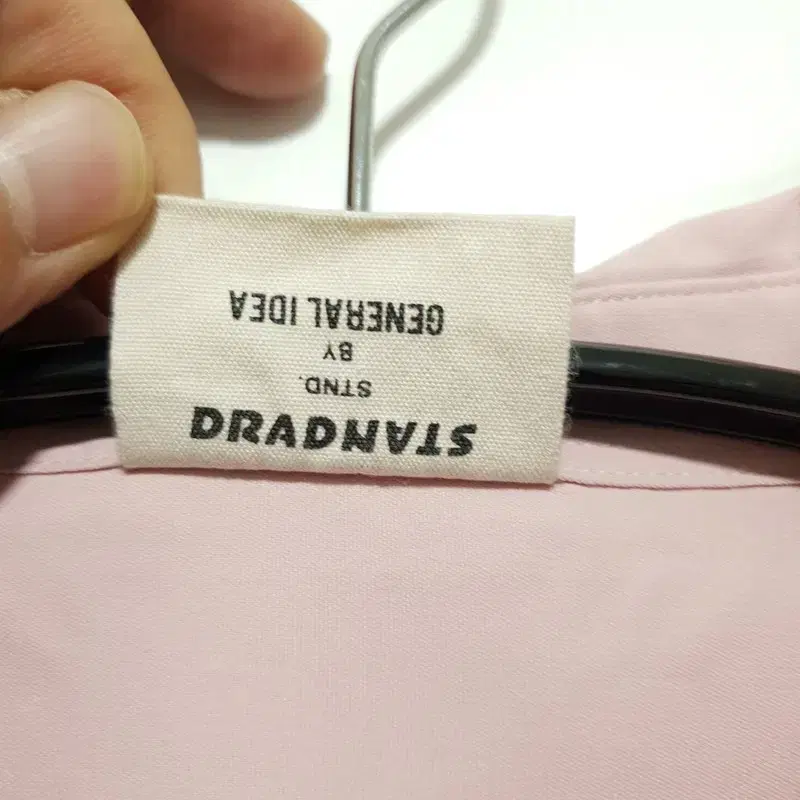 STANDARD
STND.
BY
GENERAL IDEA